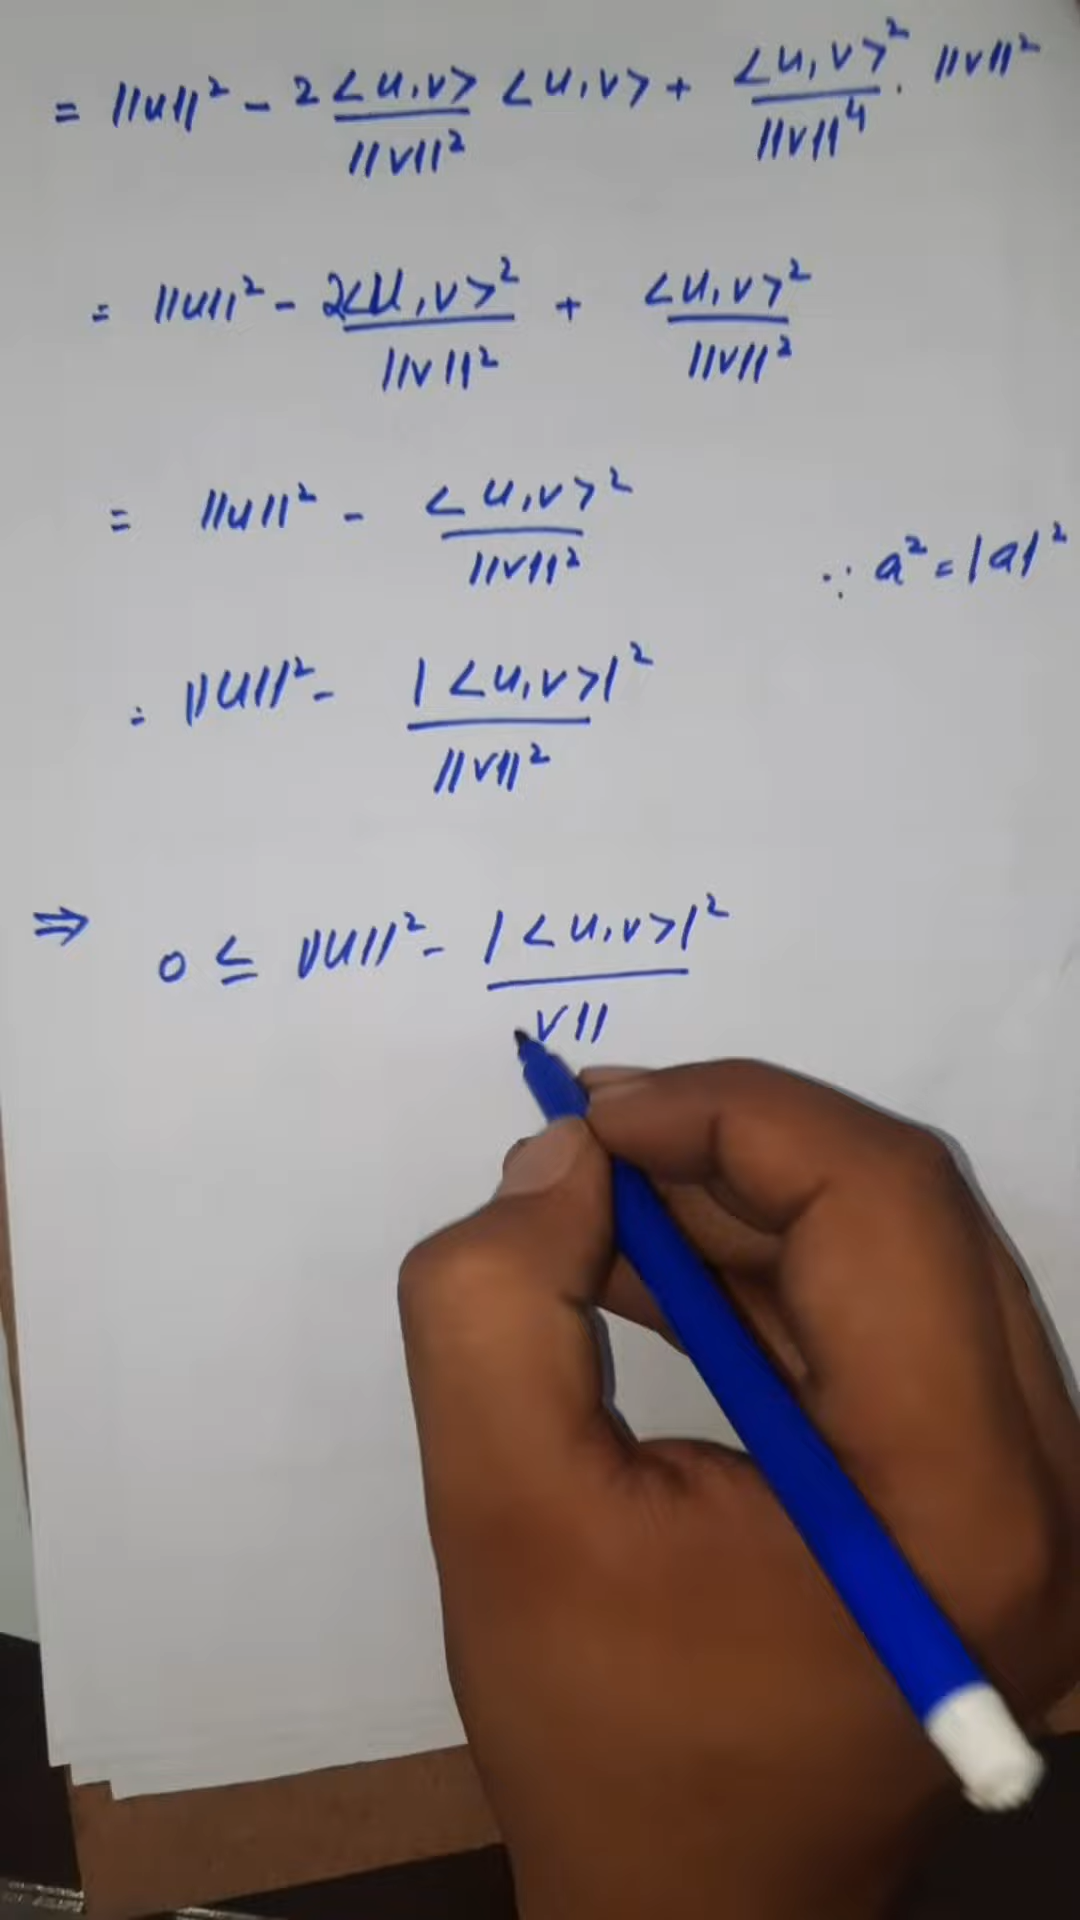 = ||u||² - 2 <u,v>/||v||² <u,v> + <u,v>²/||v||⁴ . ||v||²
= ||u||² - 2<u,v>²/||v||² + <u,v>²/||v||²
= ||u||² - <u,v>²/||v||² ∵ a² = |a|²
= ||u||² - |<u,v>|²/||v||²
⇒ 0 ≤ ||u||² - |<u,v>|²/v||